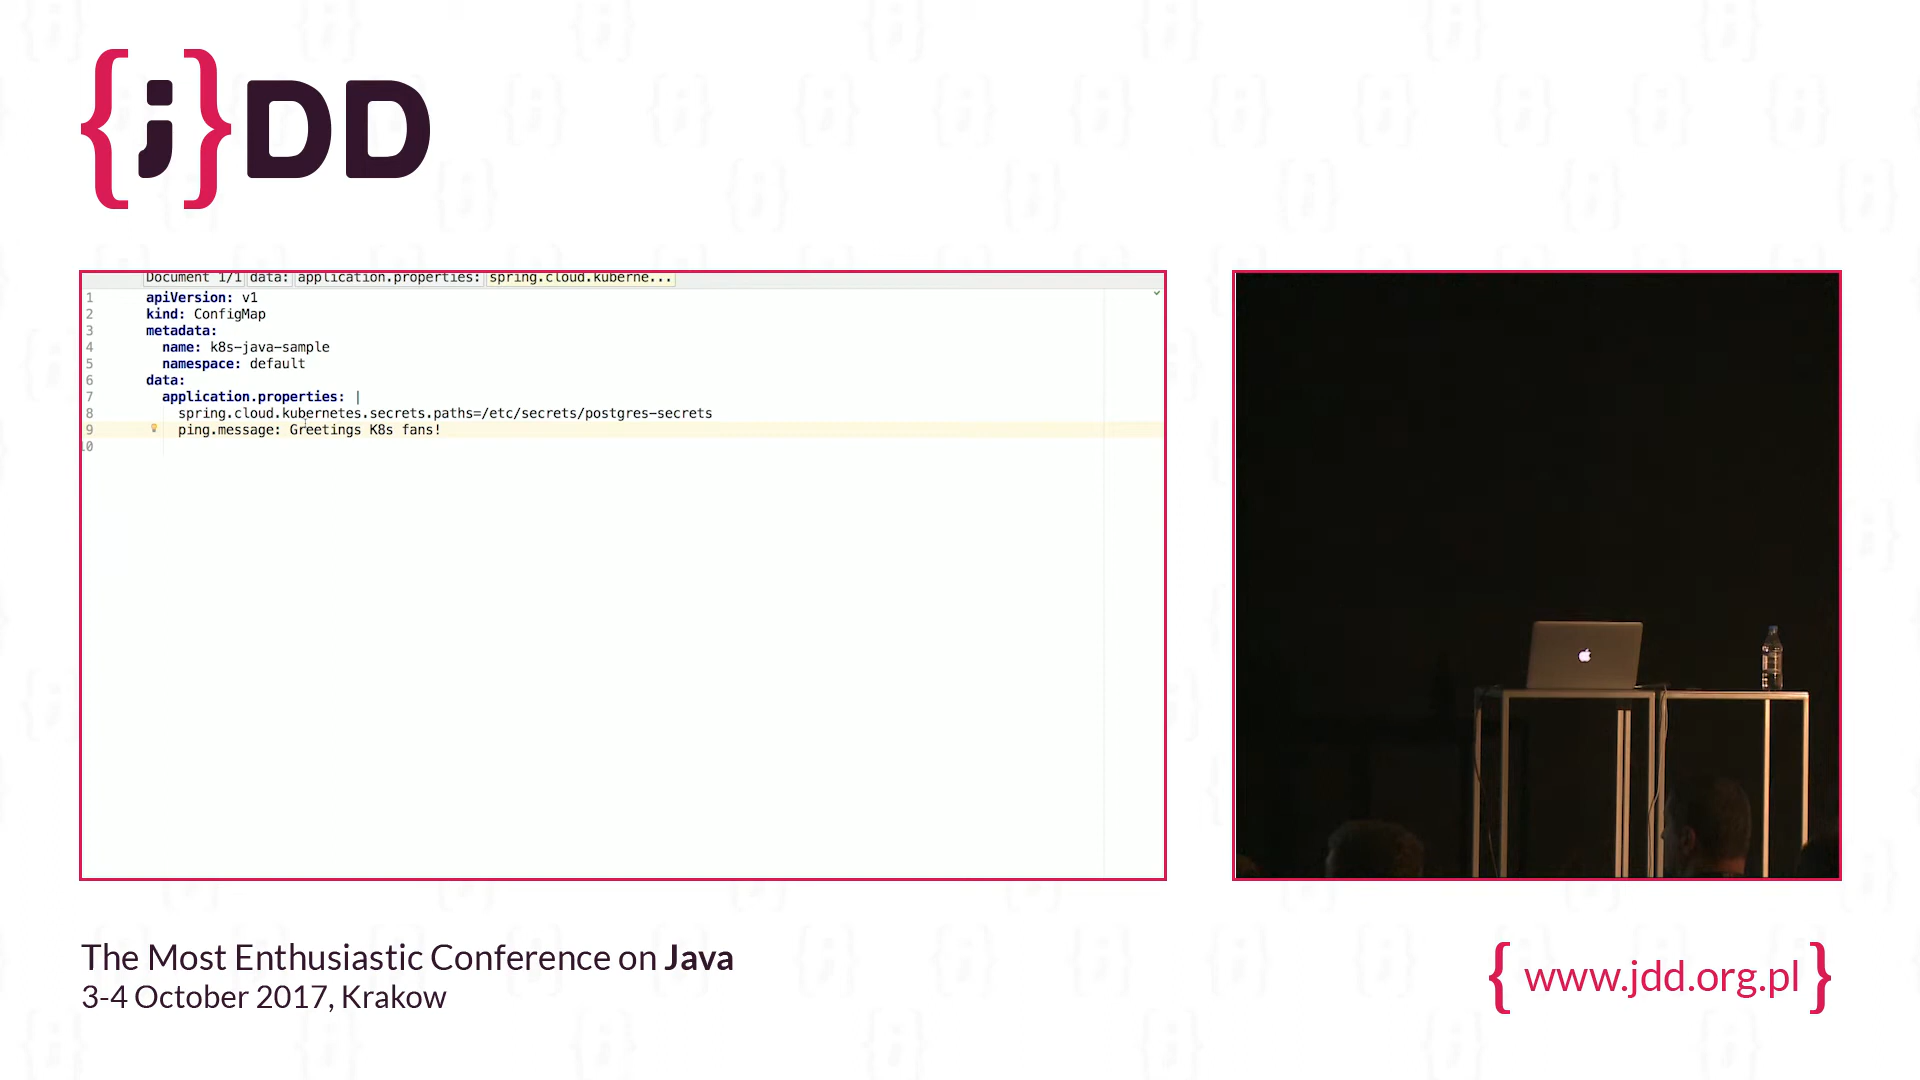 {;}DD
Document 1/1 data: application.properties: spring.cloud.kuberne...
1 apiVersion: v1
2 kind: ConfigMap
3 metadata:
4 name: k8s-java-sample
5 namespace: default
6 data:
7 application.properties: |
8 spring.cloud.kubernetes.secrets.paths=/etc/secrets/postgres-secrets
9 ping.message: Greetings K8s fans!
10
The Most Enthusiastic Conference on Java
3-4 October 2017, Krakow
{ www.jdd.org.pl }